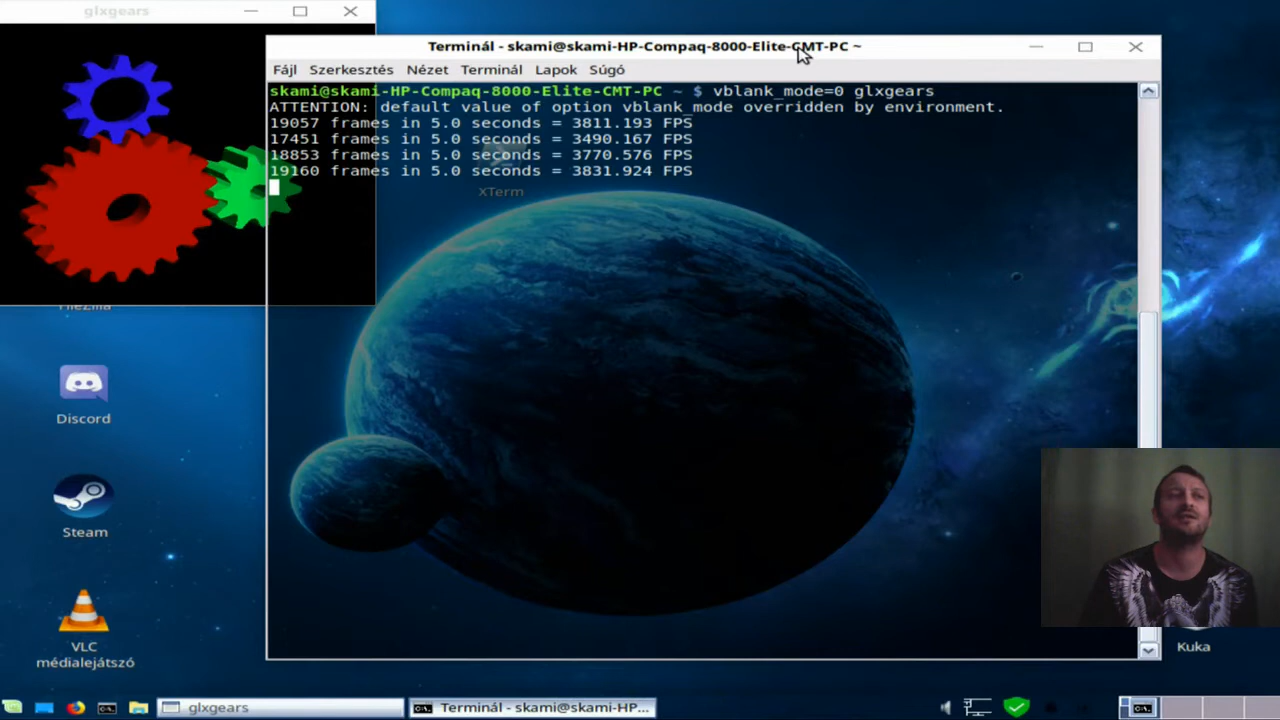 glxgears
Terminál - skami@skami-HP-Compaq-8000-Elite-CMT-PC ~
Fájl Szerkesztés Nézet Terminál Lapok Súgó
skami@skami-HP-Compaq-8000-Elite-CMT-PC ~ $ vblank_mode=0 glxgears
ATTENTION: default value of option vblank_mode overridden by environment.
19057 frames in 5.0 seconds = 3811.193 FPS
17451 frames in 5.0 seconds = 3490.167 FPS
18853 frames in 5.0 seconds = 3770.576 FPS
19160 frames in 5.0 seconds = 3831.924 FPS
XTerm
FileZilla
Discord
Steam
VLC
médialejátszó
Kuka
glxgears
Terminál - skami@skami-HP...